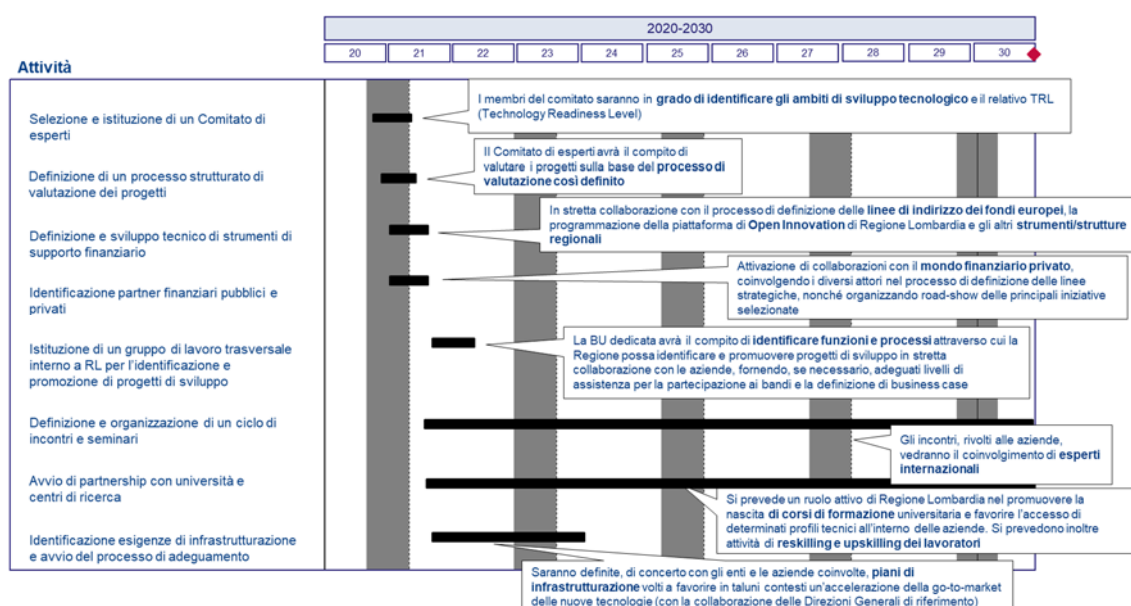 2020-2030
20 21 22 23 24 25 26 27 28 29 30
Attività
Selezione e istituzione di un Comitato di
esperti
I membri del comitato saranno in grado di identificare gli ambiti di sviluppo tecnologico e il relativo TRL
(Technology Readiness Level)
Definizione di un processo strutturato di
valutazione dei progetti
Il Comitato di esperti avrà il compito di
valutare i progetti sulla base del processo di
valutazione così definito
Definizione e sviluppo tecnico di strumenti di
supporto finanziario
In stretta collaborazione con il processo di definizione delle linee di indirizzo dei fondi europei, la
programmazione della piattaforma di Open Innovation di Regione Lombardia e gli altri strumenti/strutture
regionali
Identificazione partner finanziari pubblici e
privati
Attivazione di collaborazioni con il mondo finanziario privato,
coinvolgendo i diversi attori nel processo di definizione delle linee
strategiche, nonché organizzando road-show delle principali iniziative
selezionate
Istituzione di un gruppo di lavoro trasversale
interno a RL per l'identificazione e
promozione di progetti di sviluppo
La BU dedicata avrà il compito di identificare funzioni e processi attraverso cui la
Regione possa identificare e promuovere progetti di sviluppo in stretta
collaborazione con le aziende, fornendo, se necessario, adeguati livelli di
assistenza per la partecipazione ai bandi e la definizione di business case
Definizione e organizzazione di un ciclo di
incontri e seminari
Gli incontri, rivolti alle aziende,
vedranno il coinvolgimento di esperti
internazionali
Avvio di partnership con università e
centri di ricerca
Si prevede un ruolo attivo di Regione Lombardia nel promuovere la
nascita di corsi di formazione universitaria e favorire l'accesso di
determinati profili tecnici all'interno delle aziende. Si prevedono inoltre
attività di reskilling e upskilling dei lavoratori
Identificazione esigenze di infrastrutturazione
e avvio del processo di adeguamento
Saranno definite, di concerto con gli enti e le aziende coinvolte, piani di
infrastrutturazione volti a favorire in taluni contesti un'accelerazione della go-to-market
delle nuove tecnologie (con la collaborazione delle Direzioni Generali di riferimento)